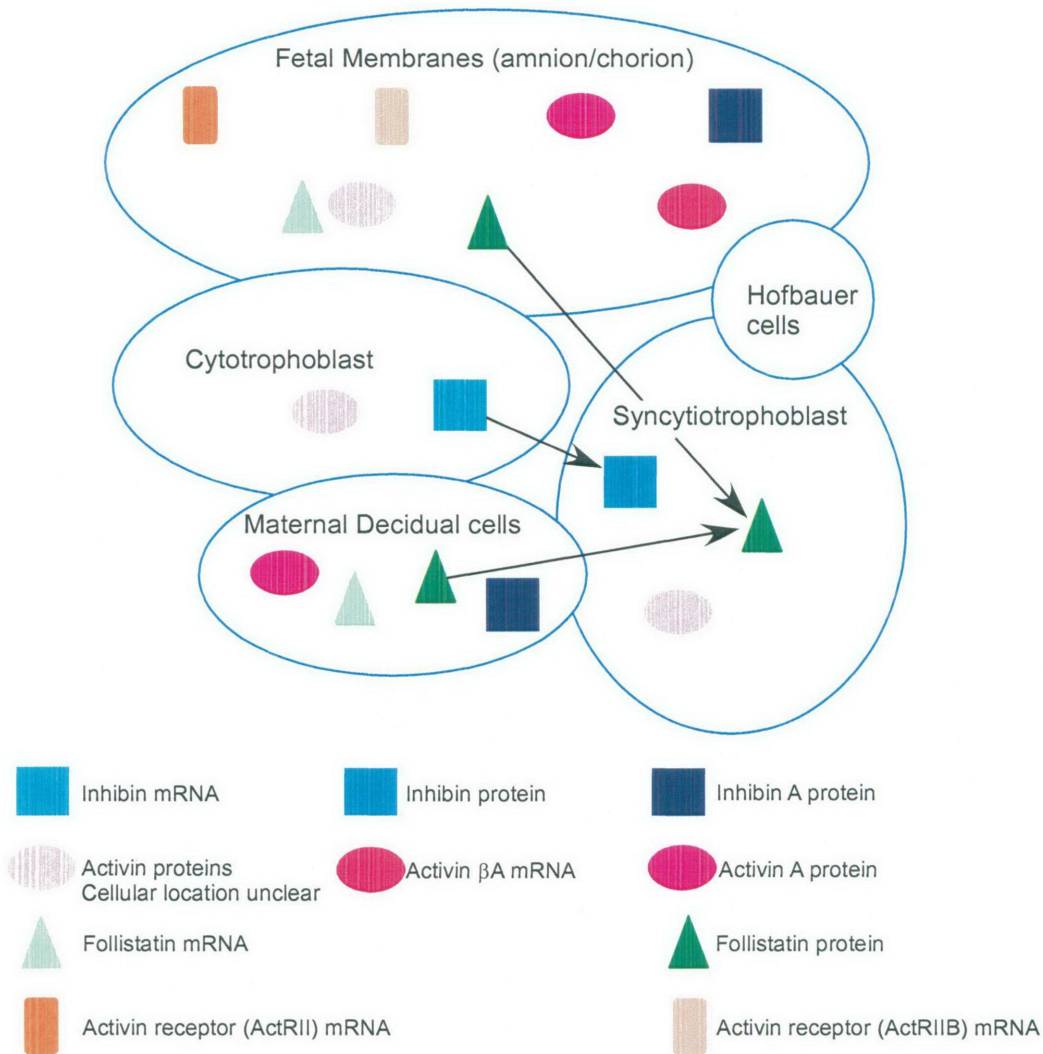 Fetal Membranes (amnion/chorion)
Hofbauer
cells
Cytotrophoblast
Syncytiotrophoblast
Maternal Decidual cells
Inhibin mRNA
Inhibin protein
Inhibin A protein
Activin proteins
Cellular location unclear
Activin βA mRNA
Activin A protein
Follistatin mRNA
Follistatin protein
Activin receptor (ActRII) mRNA
Activin receptor (ActRIIB) mRNA